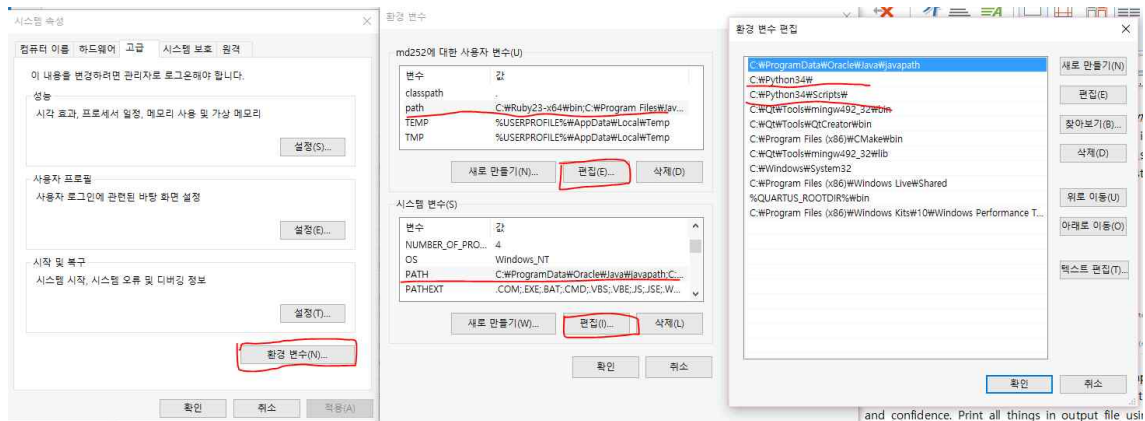 시스템 속성
컴퓨터 이름 하드웨어 고급 시스템 보호 원격
이 내용을 변경하려면 관리자로 로그온해야 합니다.
성능
시각 효과, 프로세서 일정, 메모리 사용 및 가상 메모리
설정(S)...
사용자 프로필
사용자 로그인에 관련된 바탕 화면 설정
설정(E)...
시작 및 복구
시스템 시작, 시스템 오류 및 디버깅 정보
설정(T)...
환경 변수(N)...
확인 취소 적용(A)
환경 변수
md252에 대한 사용자 변수(U)
변수 값
classpath .
path C:₩Ruby23-x64₩bin;C:₩Program Files₩Jav...
TEMP %USERPROFILE%₩AppData₩Local₩Temp
TMP %USERPROFILE%₩AppData₩Local₩Temp
새로 만들기(N)... 편집(E)... 삭제(D)
시스템 변수(S)
변수 값
NUMBER_OF_PRO... 4
OS Windows_NT
PATH C:₩ProgramData₩Oracle₩Java₩javapath;C:...
PATHEXT .COM;.EXE;.BAT;.CMD;.VBS;.VBE;.JS;.JSE;.W...
새로 만들기(W)... 편집(I)... 삭제(L)
확인 취소
환경 변수 편집
C:₩ProgramData₩Oracle₩Java₩javapath
C:₩Python34₩
C:₩Python34₩Scripts₩
C:₩Qt₩Tools₩mingw492_32₩bin
C:₩Qt₩Tools₩QtCreator₩bin
C:₩Program Files (x86)₩CMake₩bin
C:₩Qt₩Tools₩mingw492_32₩lib
C:₩Windows₩System32
C:₩Program Files (x86)₩Windows Live₩Shared
%QUARTUS_ROOTDIR%₩bin
C:₩Program Files (x86)₩Windows Kits₩10₩Windows Performance T...
새로 만들기(N)
편집(E)
찾아보기(B)...
삭제(D)
위로 이동(U)
아래로 이동(O)
텍스트 편집(T)...
확인 취소
and confidence. Print all things in output file usi